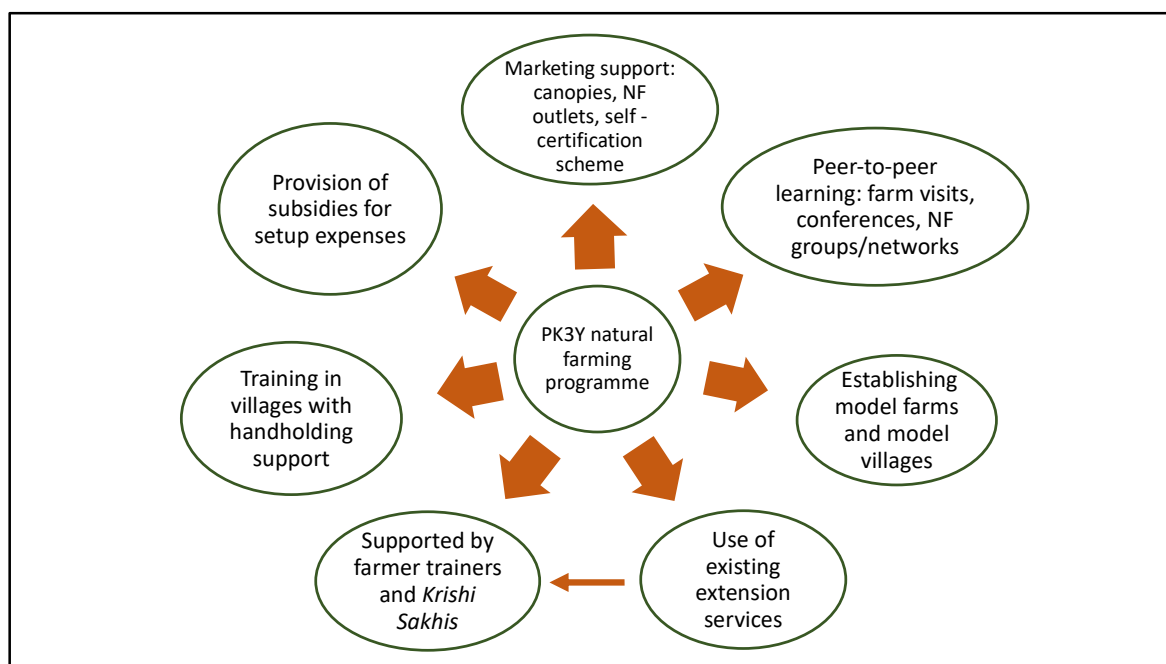 Marketing support:
canopies, NF
outlets, self -
certification
scheme
Peer-to-peer
learning: farm visits,
conferences, NF
groups/networks
Provision of
subsidies for
setup expenses
PK3Y natural
farming
programme
Training in
villages with
handholding
support
Establishing
model farms
and model
villages
Supported by
farmer trainers
and Krishi
Sakhis
Use of
existing
extension
services